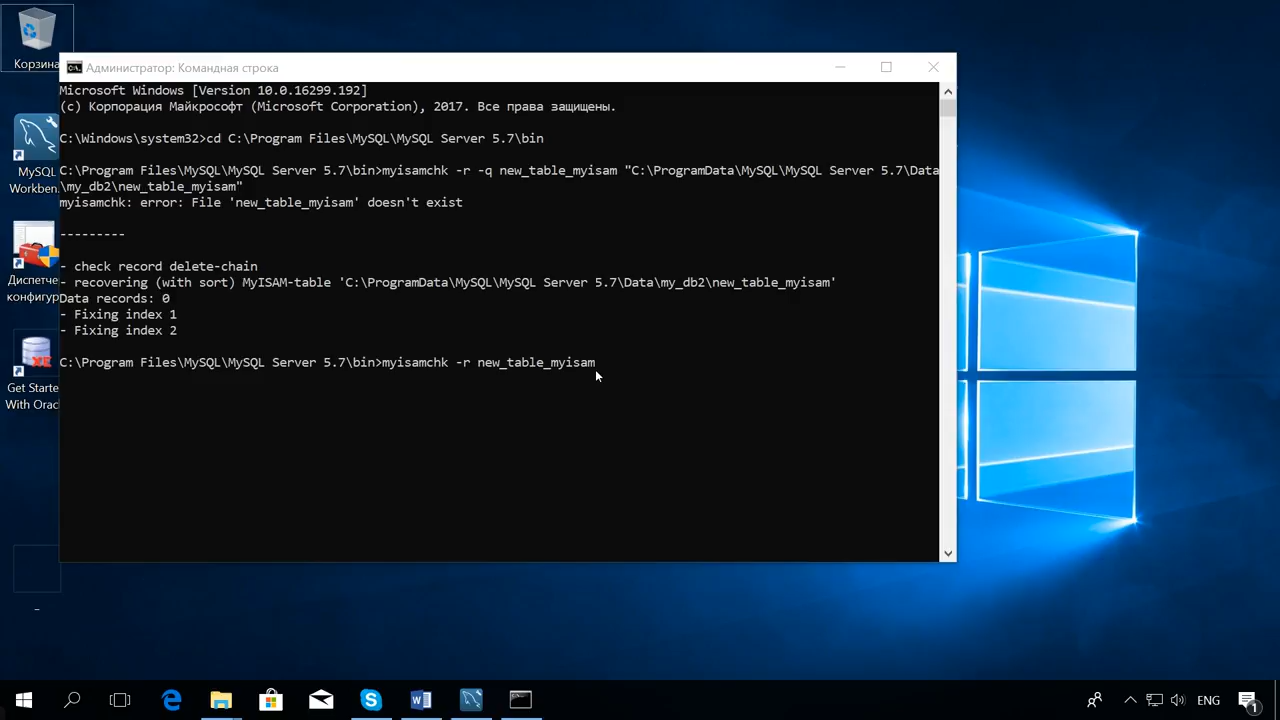 Корзина
Администратор: Командная строка
Microsoft Windows [Version 10.0.16299.192]
(c) Корпорация Майкрософт (Microsoft Corporation), 2017. Все права защищены.
C:\Windows\system32>cd C:\Program Files\MySQL\MySQL Server 5.7\bin
C:\Program Files\MySQL\MySQL Server 5.7\bin>myisamchk -r -q new_table_myisam "C:\ProgramData\MySQL\MySQL Server 5.7\Data
\my_db2\new_table_myisam"
myisamchk: error: File 'new_table_myisam' doesn't exist
---------
- check record delete-chain
- recovering (with sort) MyISAM-table 'C:\ProgramData\MySQL\MySQL Server 5.7\Data\my_db2\new_table_myisam'
Data records: 0
- Fixing index 1
- Fixing index 2
C:\Program Files\MySQL\MySQL Server 5.7\bin>myisamchk -r new_table_myisam
MySQL
Workben
Диспетче
конфигур
Get Starte
With Orac
ENG
1